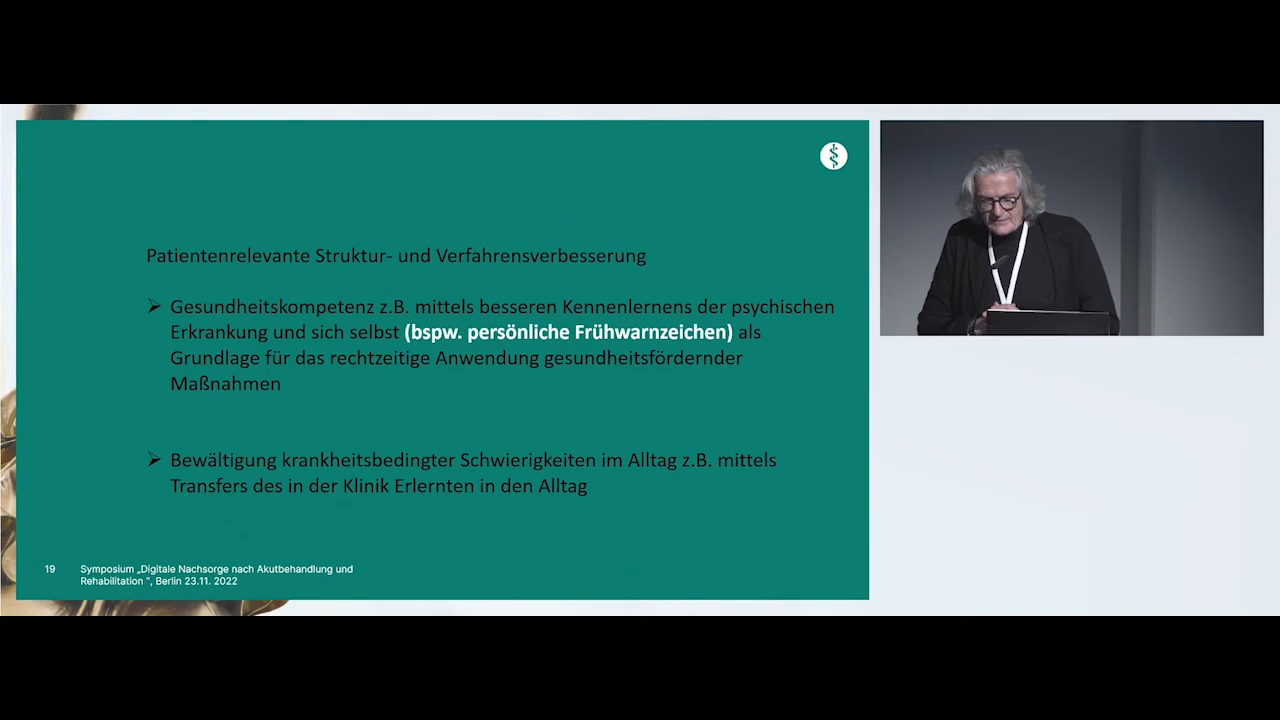 Patientenrelevante Struktur- und Verfahrensverbesserung
➢ Gesundheitskompetenz z.B. mittels besseren Kennenlernens der psychischen
Erkrankung und sich selbst (bspw. persönliche Frühwarnzeichen) als
Grundlage für das rechtzeitige Anwendung gesundheitsfördernder
Maßnahmen
➢ Bewältigung krankheitsbedingter Schwierigkeiten im Alltag z.B. mittels
Transfers des in der Klinik Erlernten in den Alltag
19
Symposium „Digitale Nachsorge nach Akutbehandlung und
Rehabilitation “, Berlin 23.11. 2022